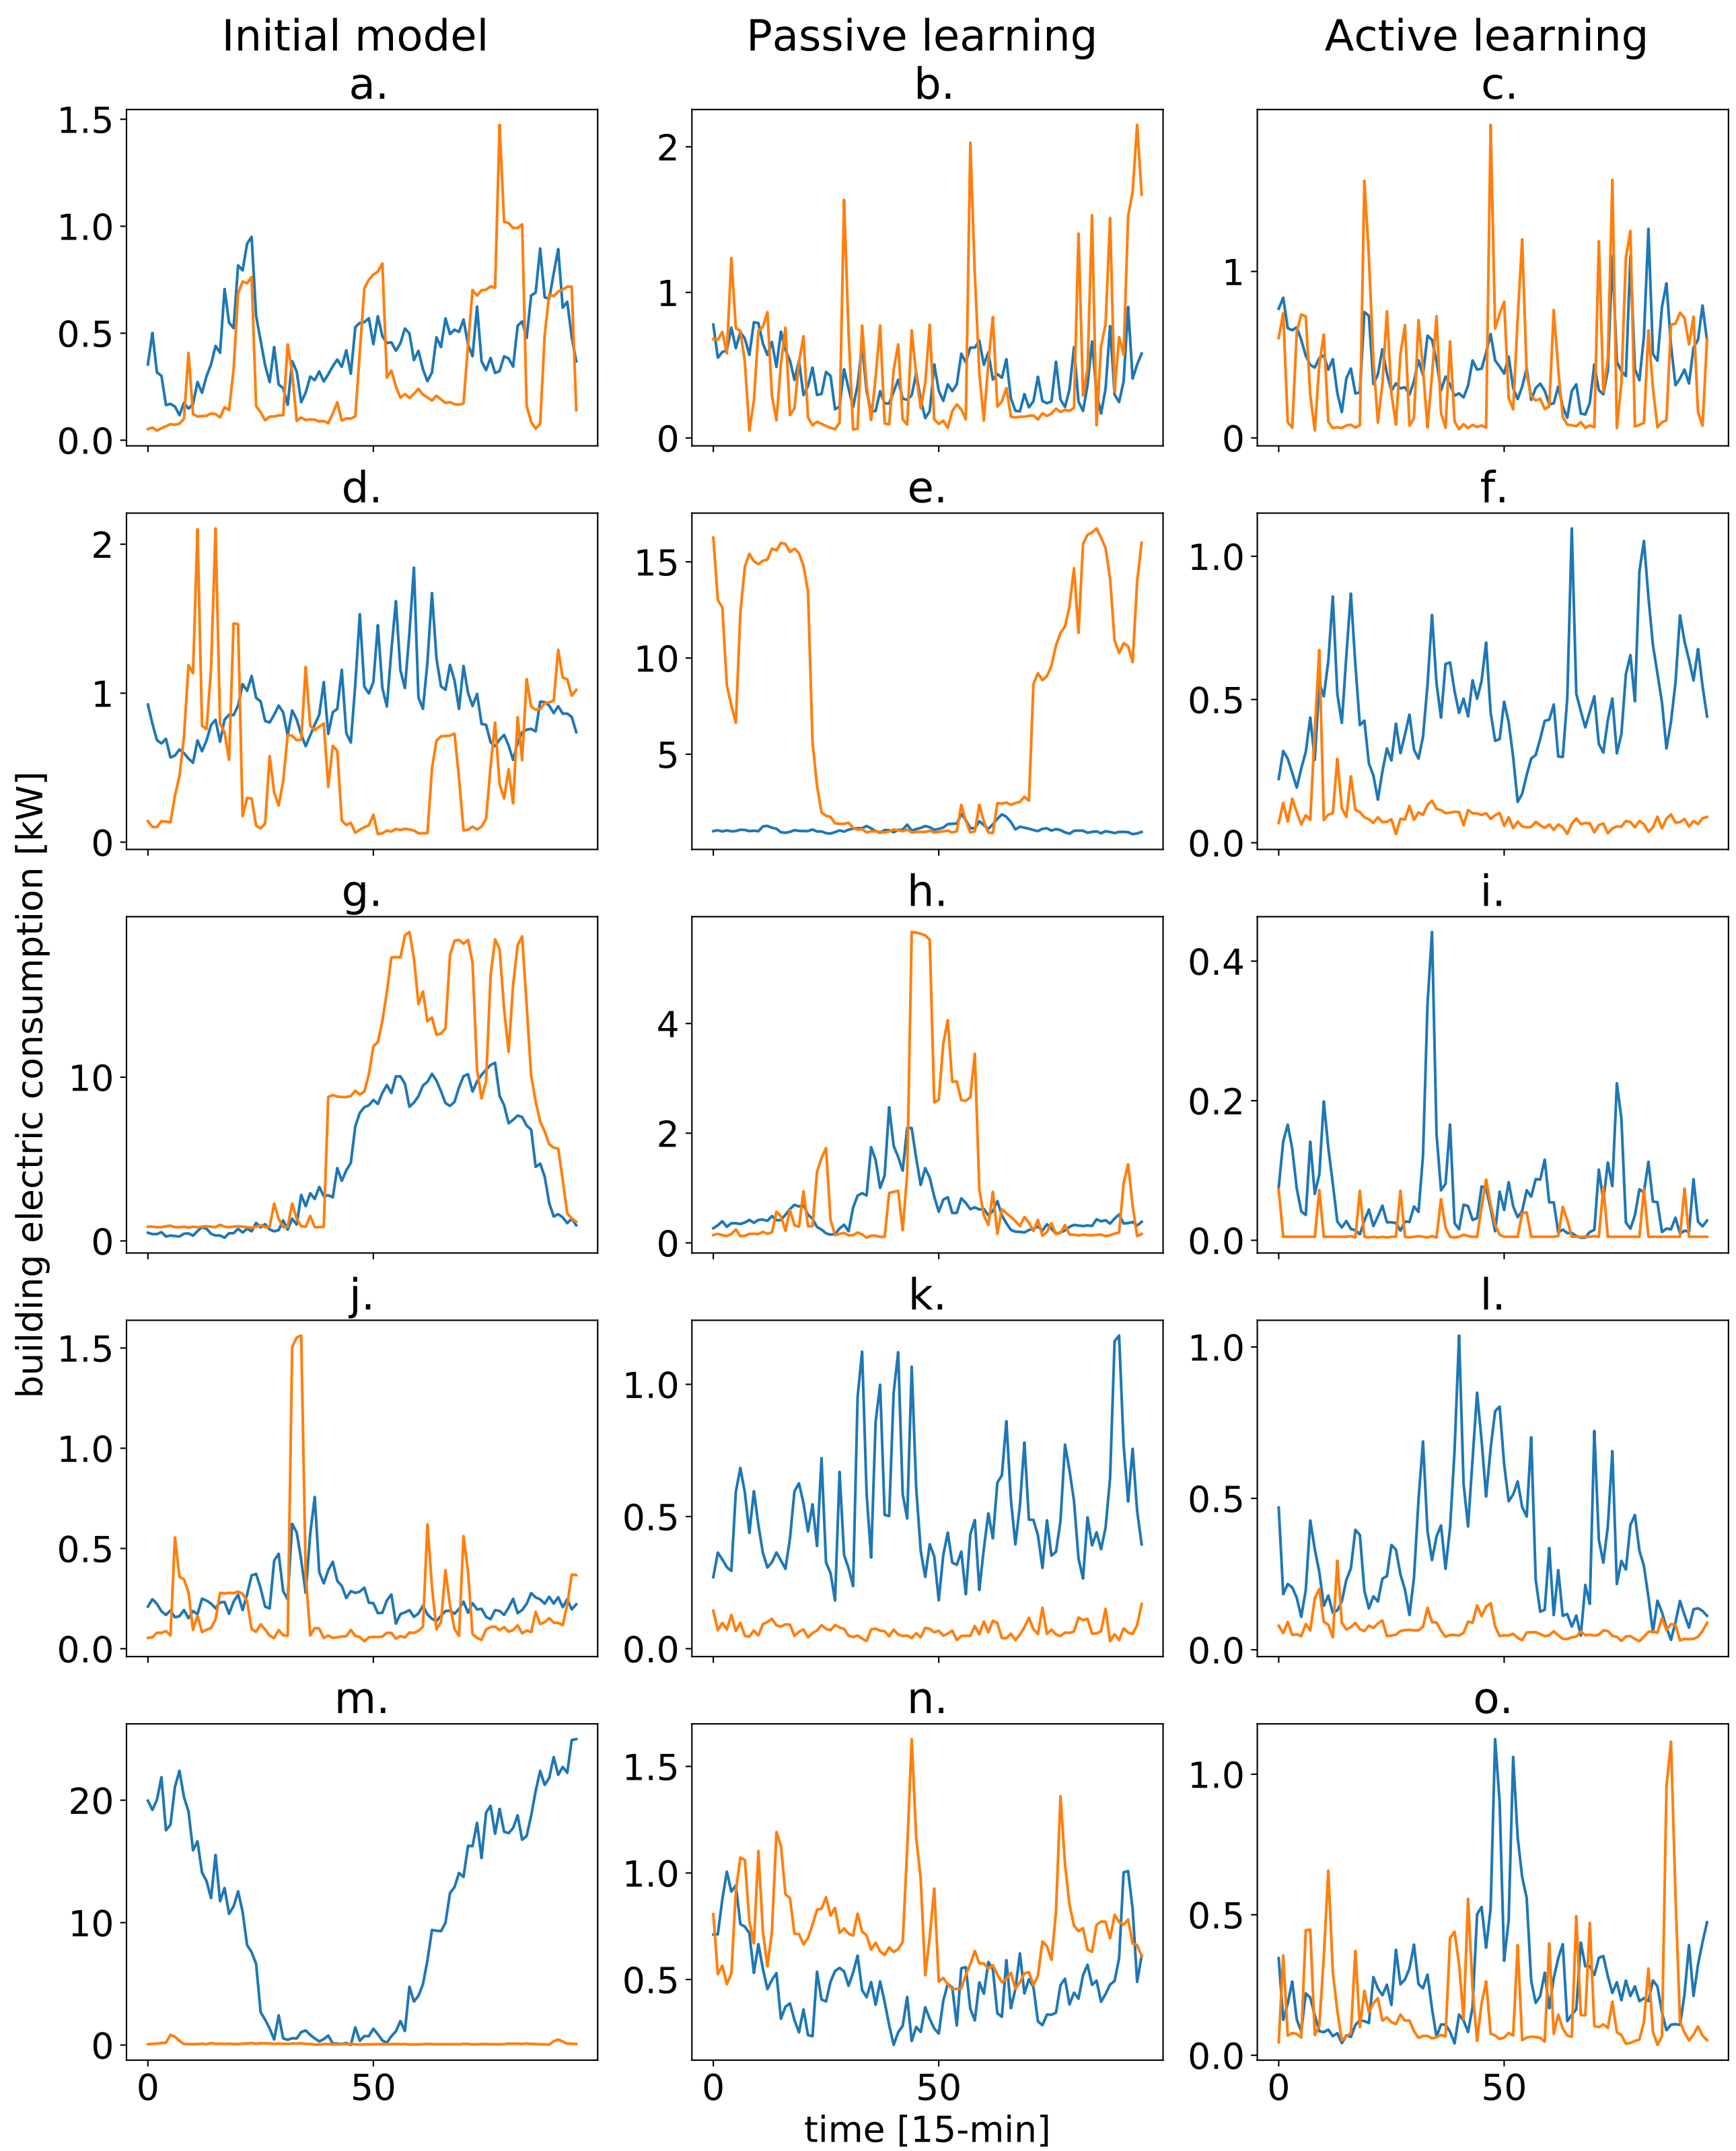 Initial model
Passive learning
Active learning
a.
b.
c.
1.5
1.0
0.5
0.0
2
1
0
1
0
d.
e.
f.
2
1
0
15
10
5
1.0
0.5
0.0
building electric consumption [kW]
g.
h.
i.
10
0
4
2
0
0.4
0.2
0.0
j.
k.
l.
1.5
1.0
0.5
0.0
1.0
0.5
0.0
1.0
0.5
0.0
m.
n.
o.
20
10
0
1.5
1.0
0.5
1.0
0.5
0.0
0 50
0 50
0 50
time [15-min]